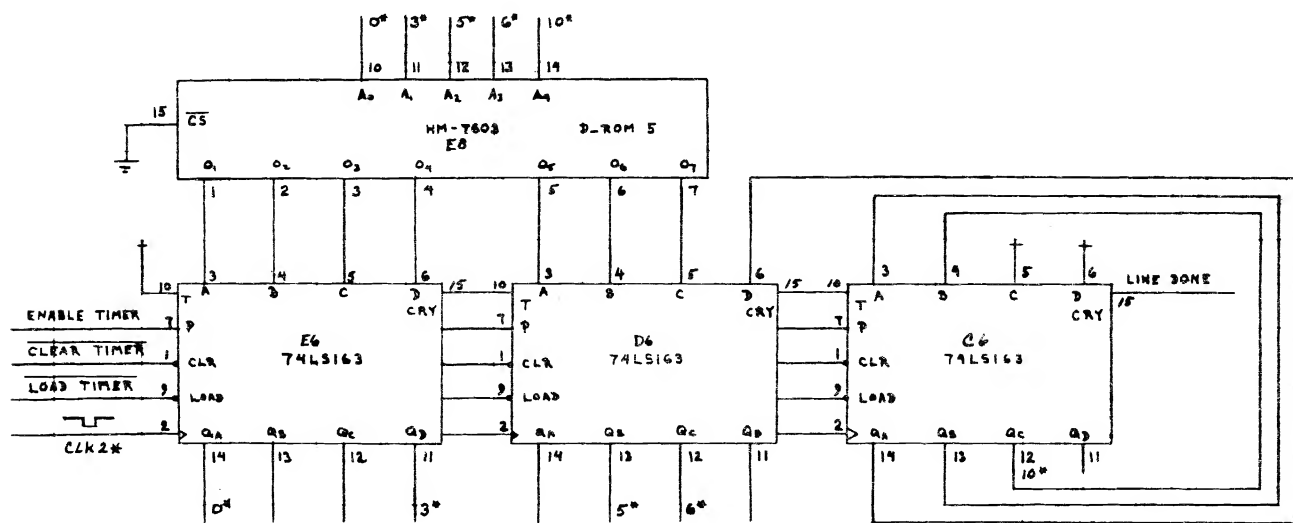 0* 3* 5* 6* 10*
10 11 12 13 14
A0 A1 A2 A3 A4
15 CS HM-7603 D-ROM 5
E8
O1 O2 O3 O4 O5 O6 O7
1 2 3 4 5 6 7
3 4 5 6 3 4 5 6 3 4 5 6
10 A B C D 15 10 A B C D 15 10 A B C D LINE DONE
T CRY T CRY T CRY 15
ENABLE TIMER 7 P E6 7 P D6 7 P C6
74LS163 74LS163 74LS163
CLEAR TIMER 1 CLR 1 CLR 1 CLR
LOAD TIMER 9 LOAD 9 LOAD 9 LOAD
2 QA QB QC QD 2 QA QB QC QD 2 QA QB QC QD
CLK2* 14 13 12 11 14 13 12 11 14 13 12 11
10*
0* 3* 5* 6*